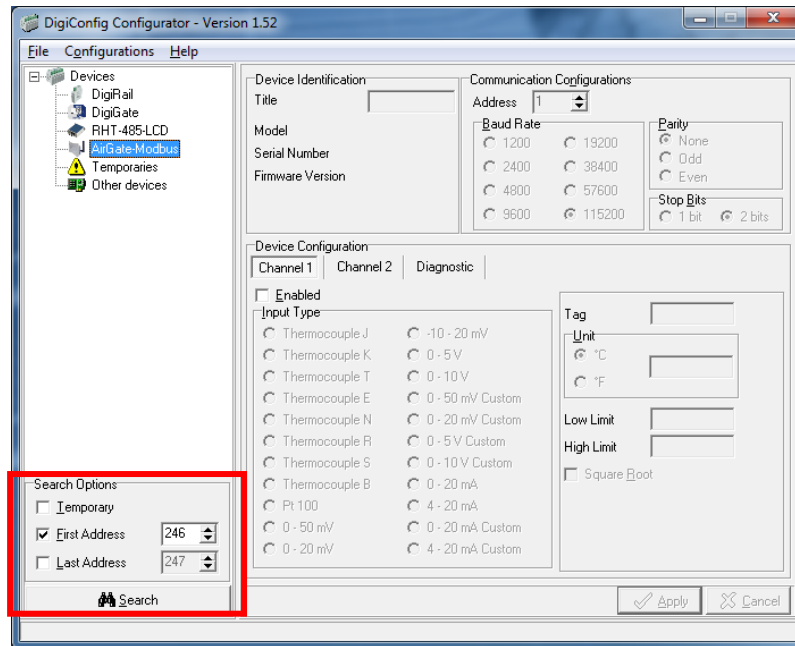 DigiConfig Configurator - Version 1.52
File Configurations Help
Devices
DigiRail
DigiGate
RHT-485-LCD
AirGate-Modbus
Temporaries
Other devices
Search Options
Temporary
First Address 246
Last Address 247
Search
Device Identification
Title
Model
Serial Number
Firmware Version
Communication Configurations
Address 1
Baud Rate
1200 19200
2400 38400
4800 57600
9600 115200
Parity
None
Odd
Even
Stop Bits
1 bit 2 bits
Device Configuration
Channel 1 Channel 2 Diagnostic
Enabled
Input Type
Thermocouple J -10 - 20 mV
Thermocouple K 0 - 5 V
Thermocouple T 0 - 10 V
Thermocouple E 0 - 50 mV Custom
Thermocouple N 0 - 20 mV Custom
Thermocouple R 0 - 5 V Custom
Thermocouple S 0 - 10 V Custom
Thermocouple B 0 - 20 mA
Pt 100 4 - 20 mA
0 - 50 mV 0 - 20 mA Custom
0 - 20 mV 4 - 20 mA Custom
Tag
Unit
°C
°F
Low Limit
High Limit
Square Root
Apply Cancel